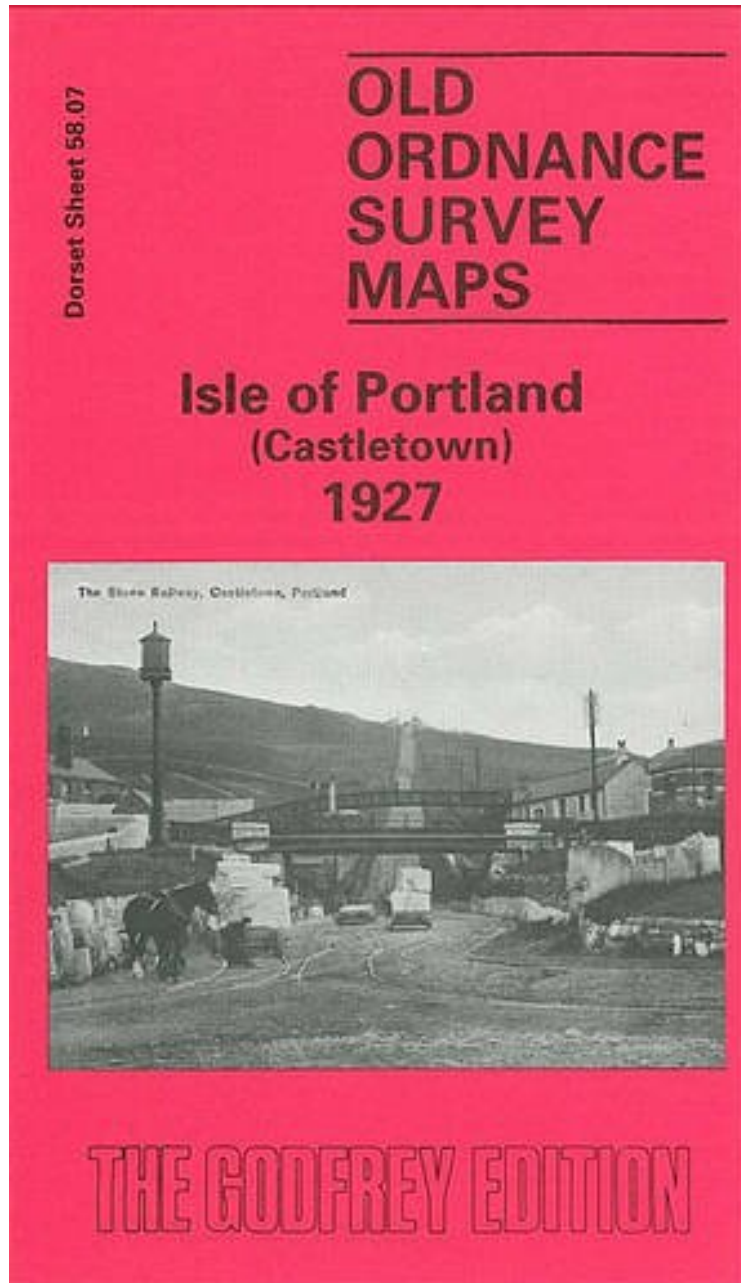 Dorset Sheet 58.07
OLD
ORDNANCE
SURVEY
MAPS
Isle of Portland
(Castletown)
1927
The Stone Railway, Castletown, Portland
THE GODFREY EDITION